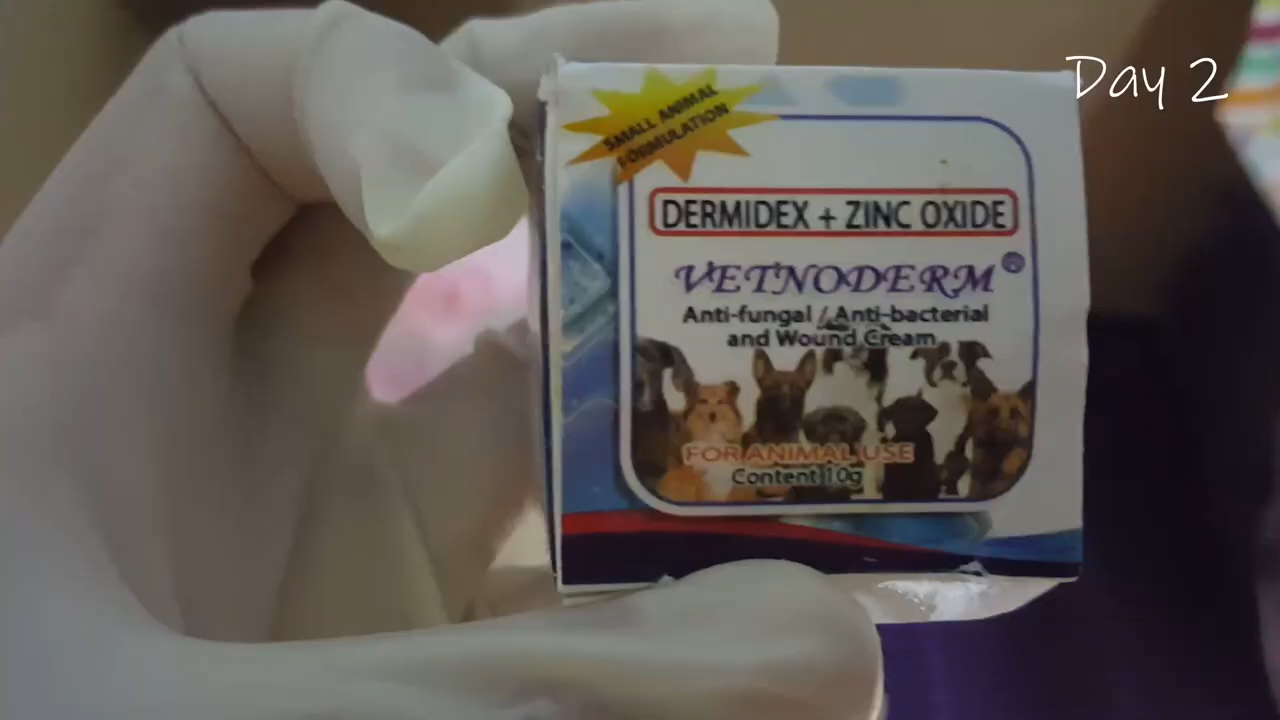 Day 2
SMALL ANIMAL
FORMULATION
DERMIDEX + ZINC OXIDE
VETNODERM®
Anti-fungal / Anti-bacterial
and Wound Cream
FOR ANIMAL USE
Content 10g